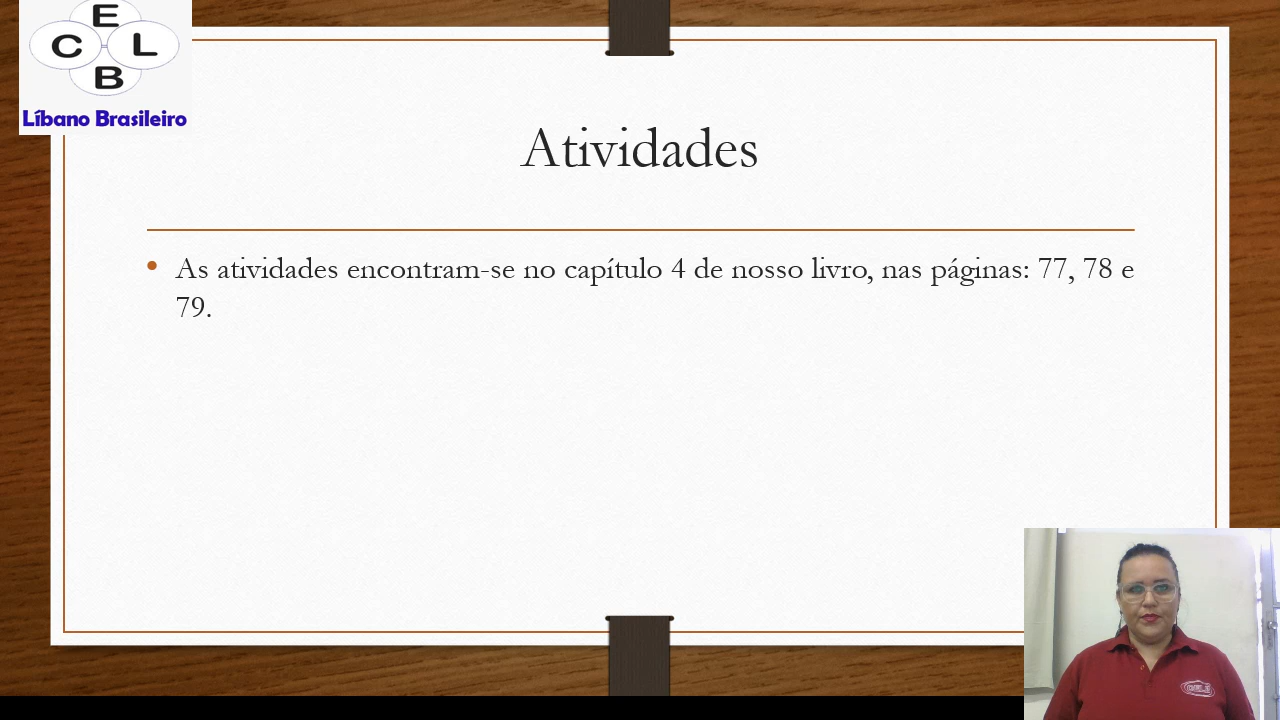 E
C L
B
Líbano Brasileiro
Atividades
As atividades encontram-se no capítulo 4 de nosso livro, nas páginas: 77, 78 e
79.